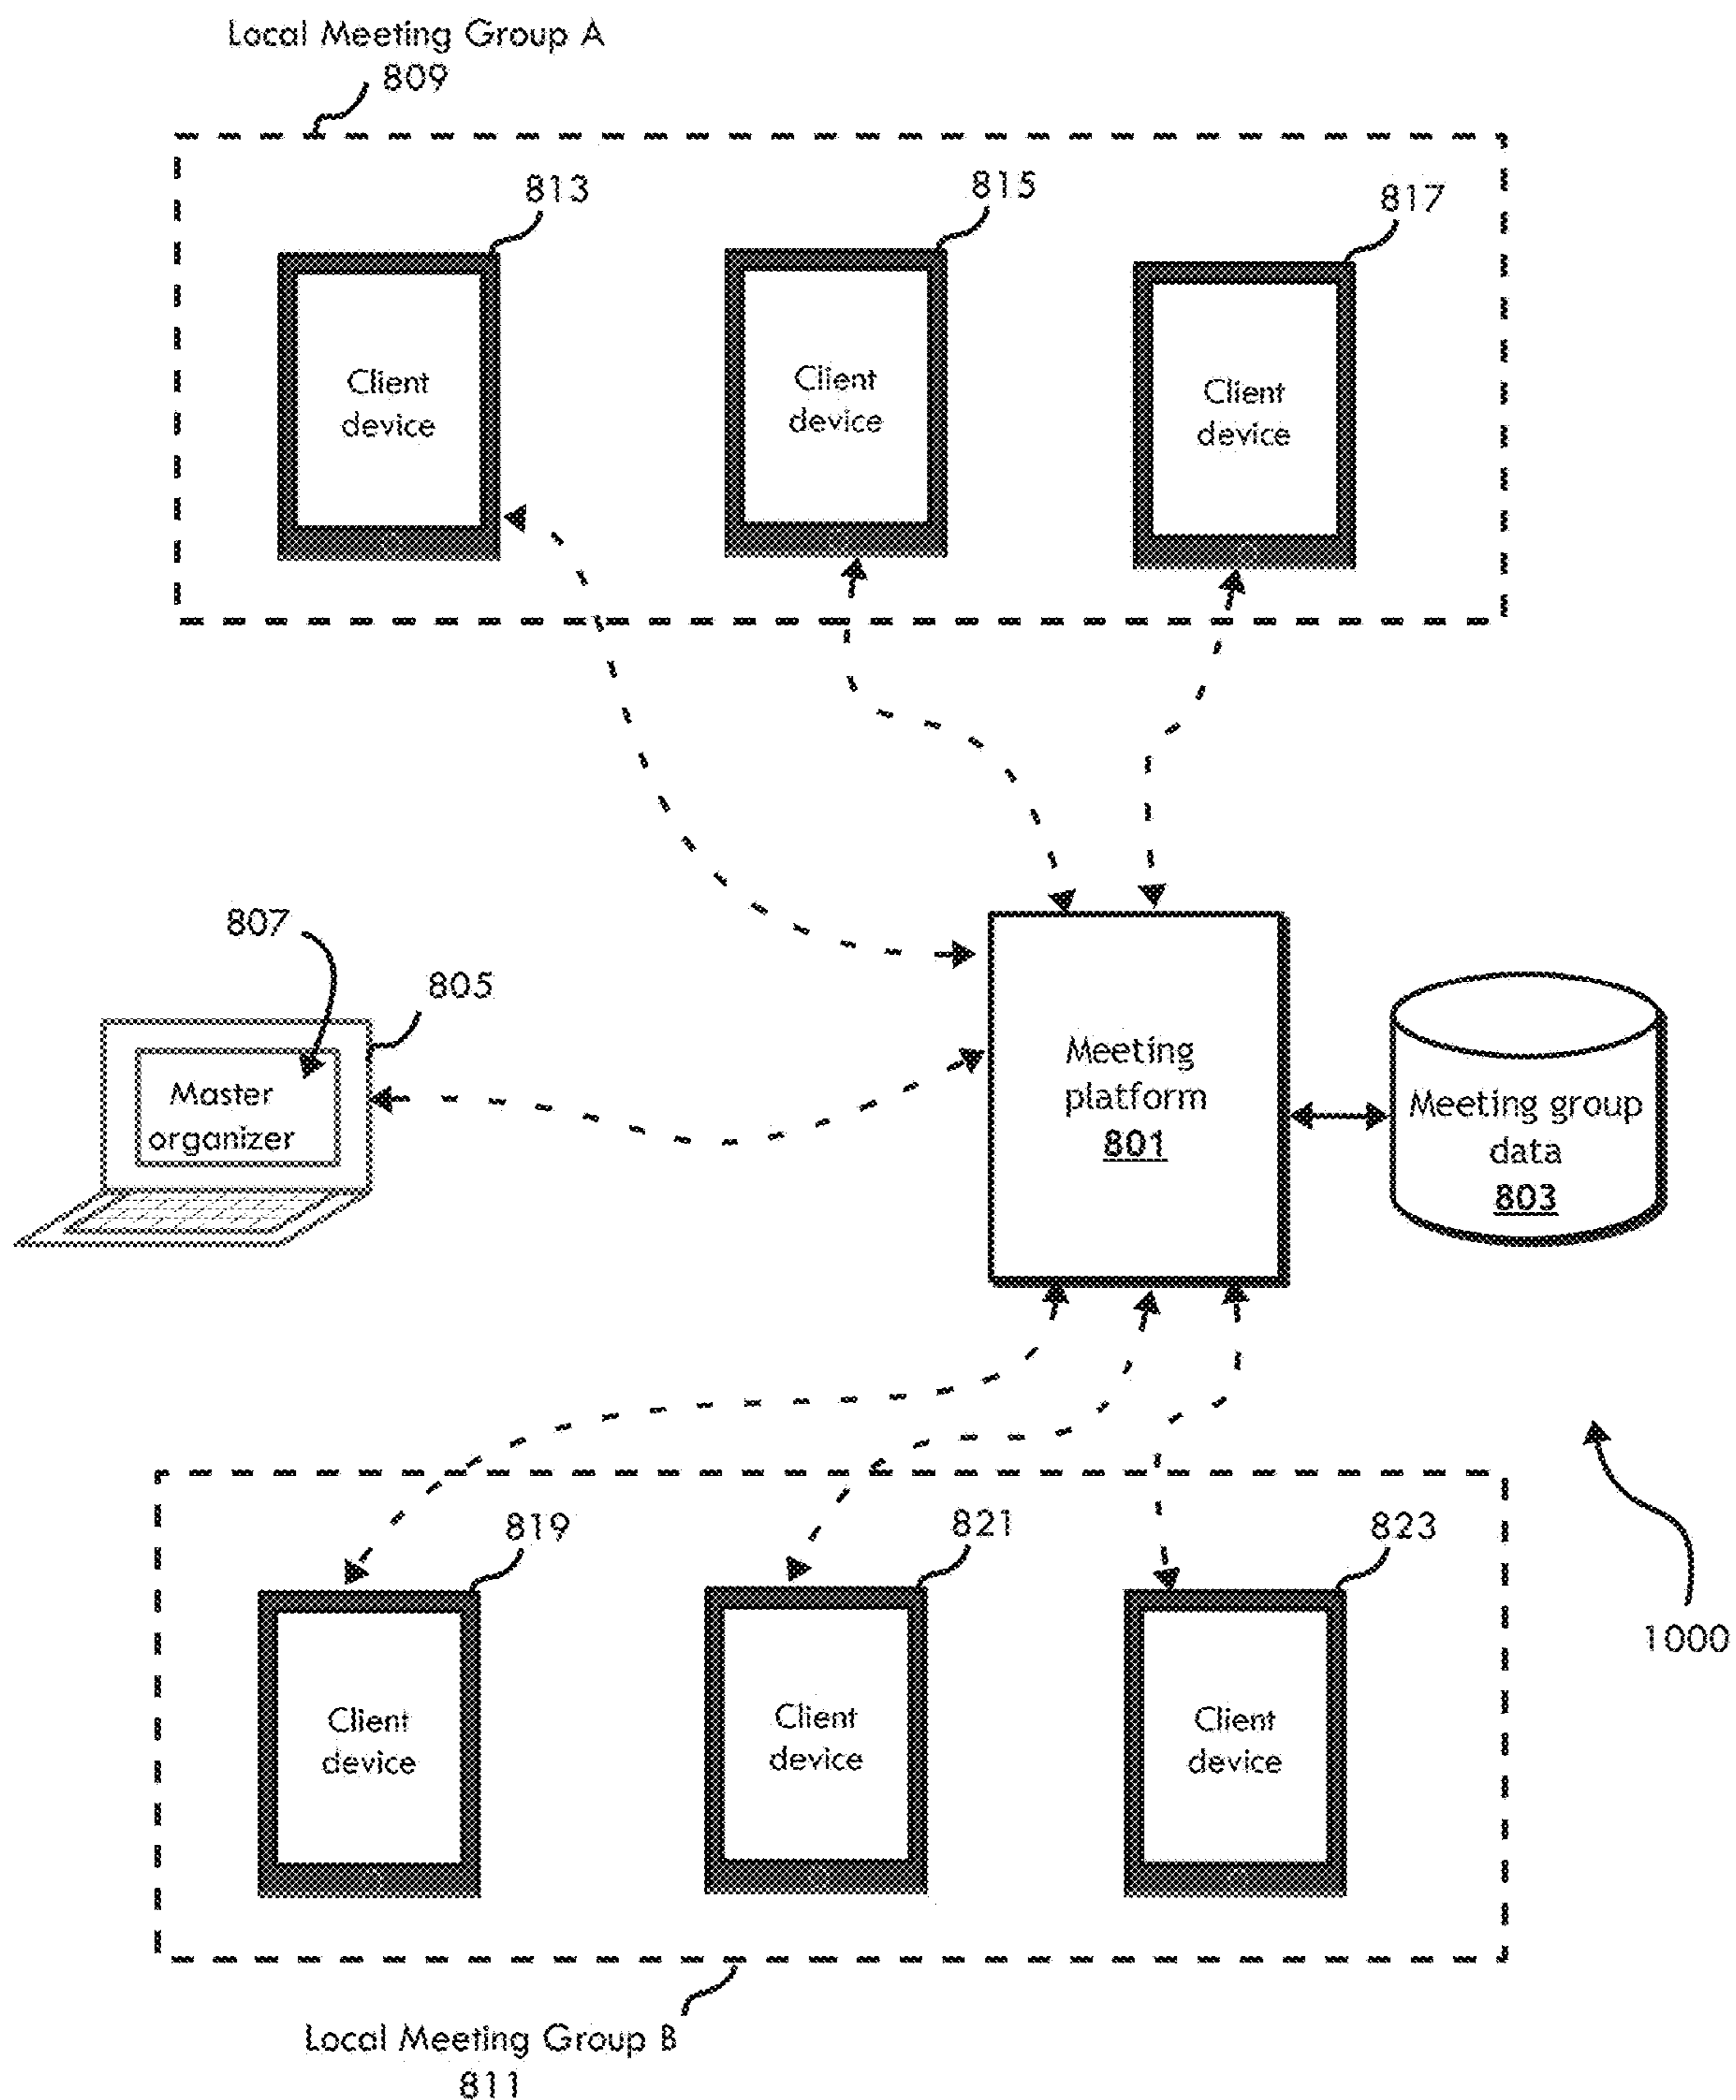 Local Meeting Group A
809
813
815
817
Client
device
Client
device
Client
device
807
805
Master
organizer
Meeting
platform
801
Meeting group
data
803
819
821
823
Client
device
Client
device
Client
device
1000
Local Meeting Group B
811